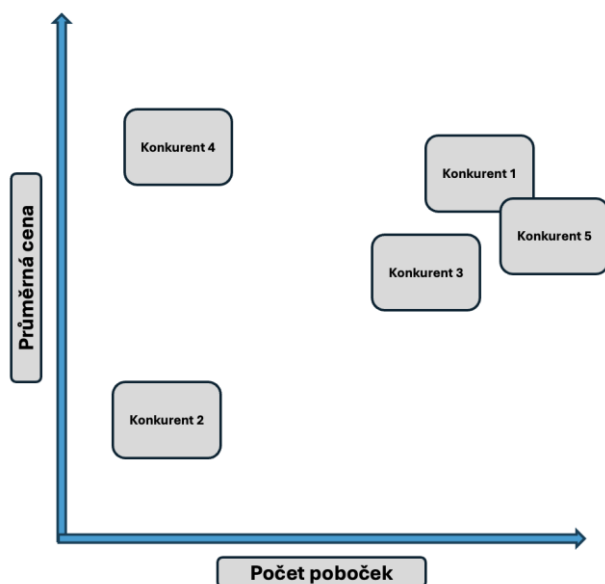 Konkurent 4
Konkurent 1
Konkurent 5
Konkurent 3
Konkurent 2
Průměrná cena
Počet poboček